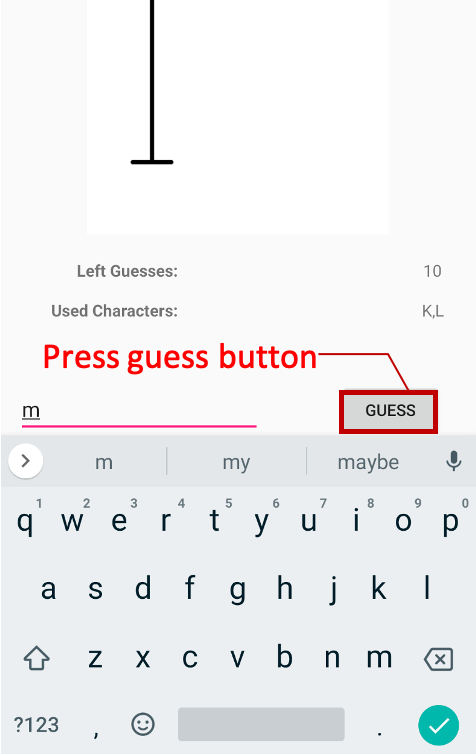 Left Guesses: 10
Used Characters: K,L
Press guess button
m GUESS
m my maybe
1 2 3 4 5 6 7 8 9 0
q w e r t y u i o p
a s d f g h j k l
z x c v b n m
?123 , .